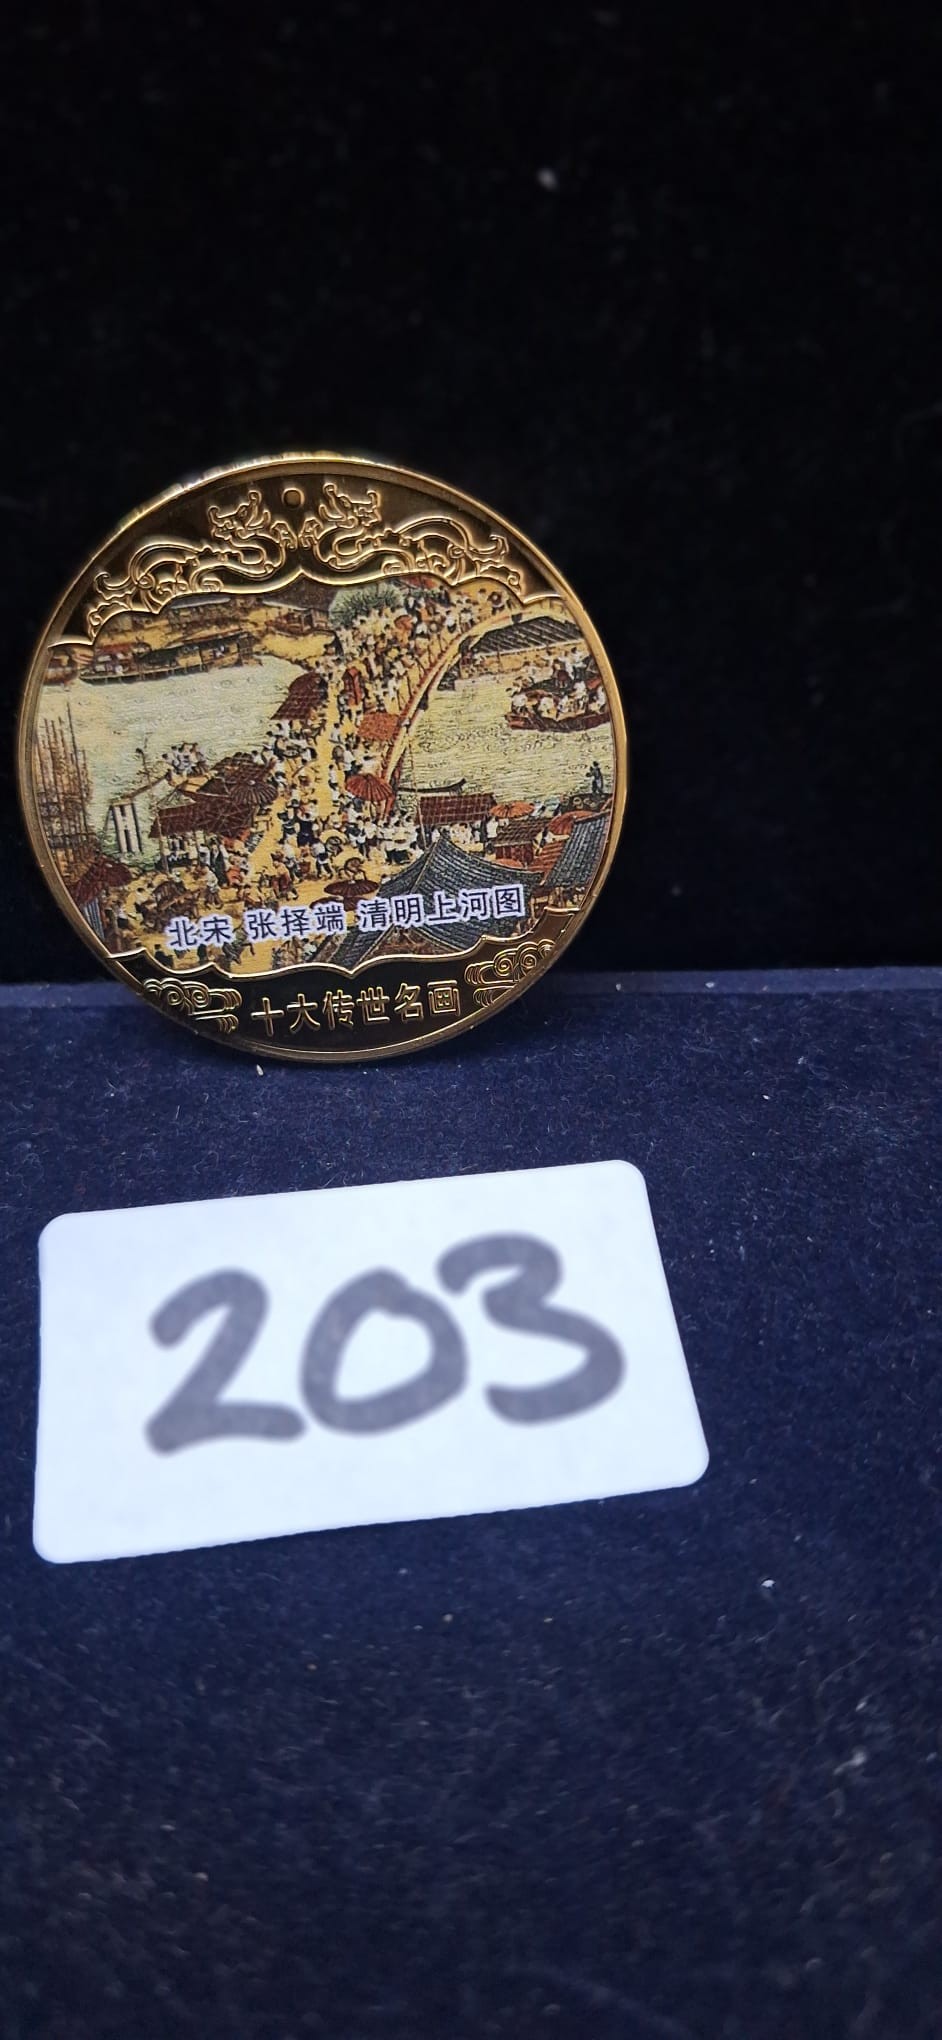 北宋 张择端 清明上河图
十大传世名画
203